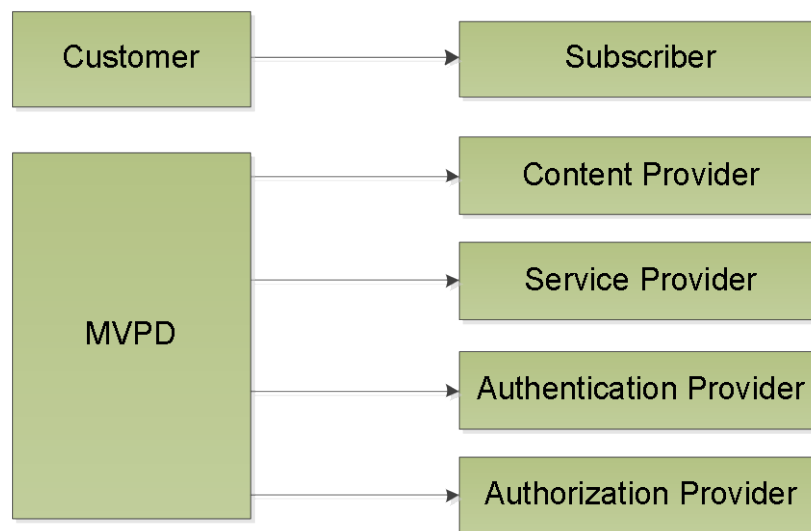 Customer
Subscriber
Content Provider
Service Provider
MVPD
Authentication Provider
Authorization Provider